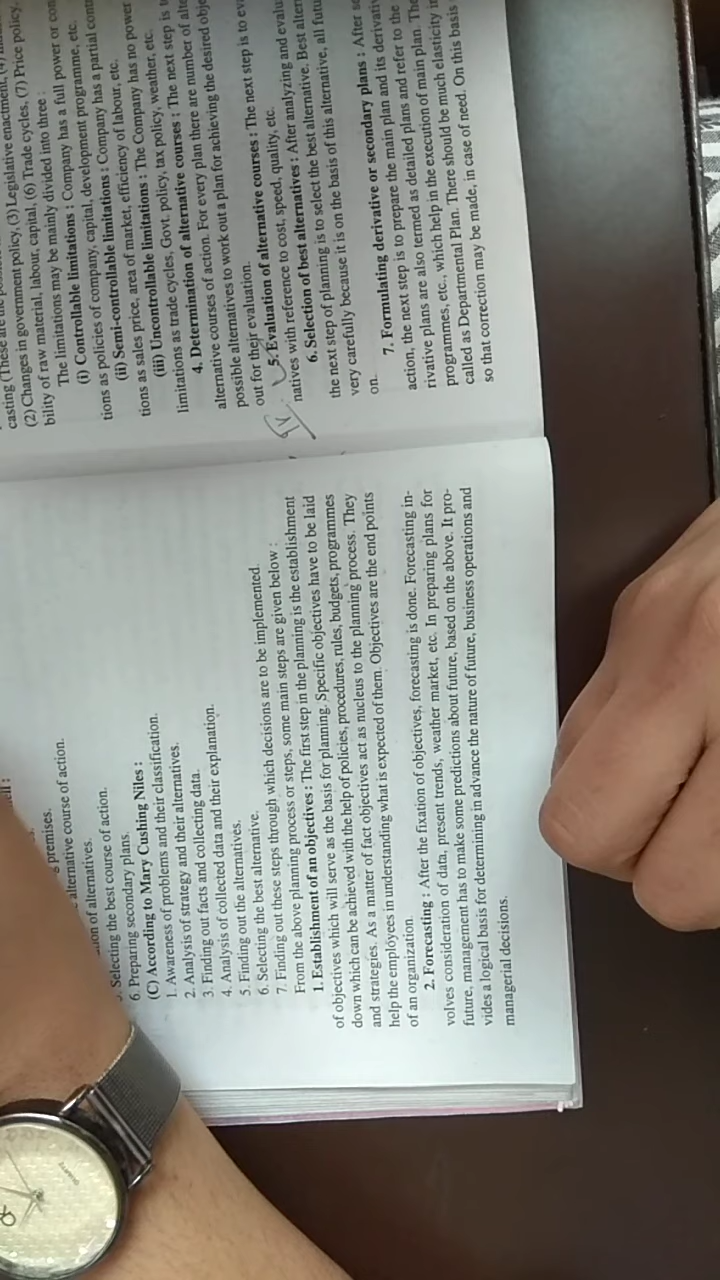 premises.
alternative course of action.
of alternatives.
5. Selecting the best course of action.
6. Preparing secondary plans.
(C) According to Mary Cushling Niles :
1. Awareness of problems and their classification.
2. Analysis of strategy and their alternatives.
3. Finding out facts and collecting data.
4. Analysis of collected data and their explanation.
5. Finding out the alternatives.
6. Selecting the best alternative.
7. Finding out these steps through which decisions are to be implemented.
From the above planning process or steps, some main steps are given below :
1. Establishment of an objectives : The first step in the planning is the establishment
of objectives which will serve as the basis for planning. Specific objectives have to be laid
down which can be achieved with the help of policies, procedures, rules, budgets, programmes
and strategies. As a matter of fact objectives act as nucleus to the planning process. They
help the employees in understanding what is expected of them. Objectives are the end points
of an organization.
2. Forecasting : After the fixation of objectives, forecasting is done. Forecasting in-
volves consideration of data, present trends, weather market, etc. In preparing plans for
future, management has to make some predictions about future, based on the above. It pro-
vides a logical basis for determining in advance the nature of future, business operations and
managerial decisions.
casting (These are the
(2) Changes in government policy, (3) Legislative enactment, (4)
bility of raw material, labour, capital, (6) Trade cycles, (7) Price policy,
The limitations may be mainly divided into three :
(i) Controllable limitations : Company has a full power or
tions as policies of company, capital, development programme, etc.
(ii) Semi-controllable limitations : Company has a partial
tions as sales price, area of market, efficiency of labour, etc.
(iii) Uncontrollable limitations : The Company has no power
limitations as trade cycles, Govt. policy, tax policy, weather, etc.
4. Determination of alternative courses : The next step is
alternative courses of action. For every plan there are number of
possible alternatives to work out a plan for achieving the desired
out for their evaluation.
IV 5. Evaluation of alternative courses : The next step is to
natives with reference to cost, speed, quality, etc.
6. Selection of best alternatives : After analyzing and
the next step of planning is to select the best alternative. Best
very carefully because it is on the basis of this alternative, all
on.
7. Formulating derivative or secondary plans : After
action, the next step is to prepare the main plan and its
rivative plans are also termed as detailed plans and refer to the
programmes, etc., which help in the execution of main plan.
called as Departmental Plan. There should be much elasticity
so that correction may be made, in case of need. On this basis
QUARTZ